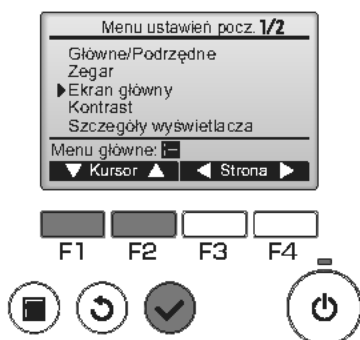 Menu ustawień pocz. 1/2
Główne/Podrzędne
Zegar
▶Ekran główny
Kontrast
Szczegóły wyświetlacza
Menu główne:
▼ Kursor ▲ ◀ Strona ▶
F1 F2 F3 F4